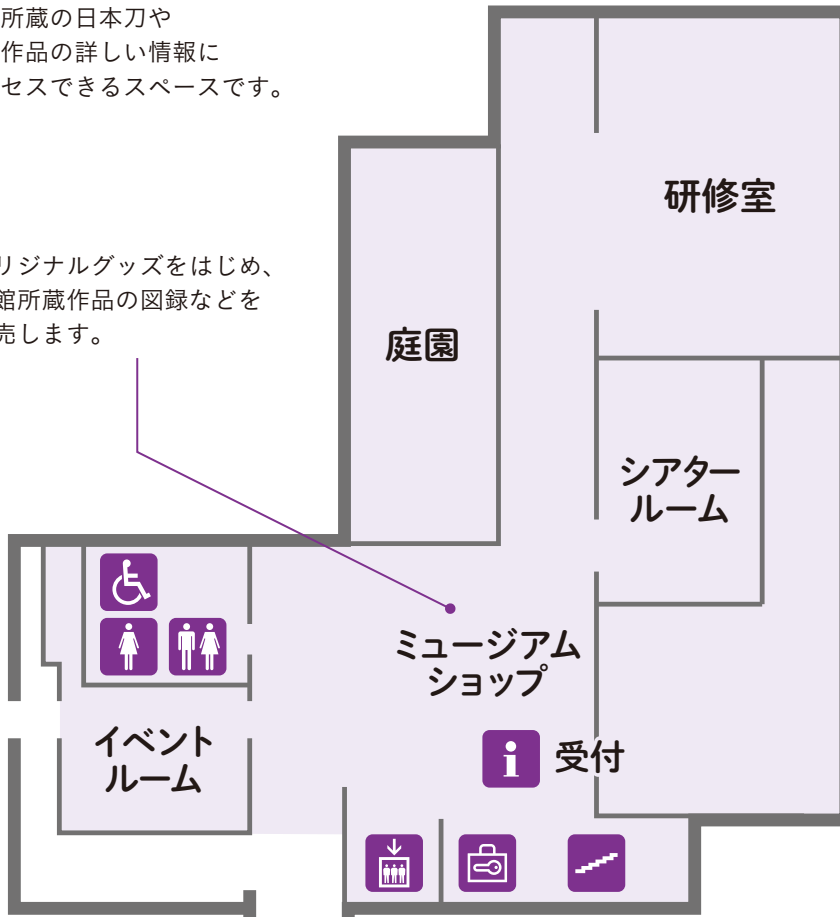 所蔵の日本刀や
作品の詳しい情報に
セスできるスペースです。
研修室
リジナルグッズをはじめ、
館所蔵作品の図録などを
売します。
庭園
シアター
ルーム
ミュージアム
ショップ
イベント
ルーム
i 受付